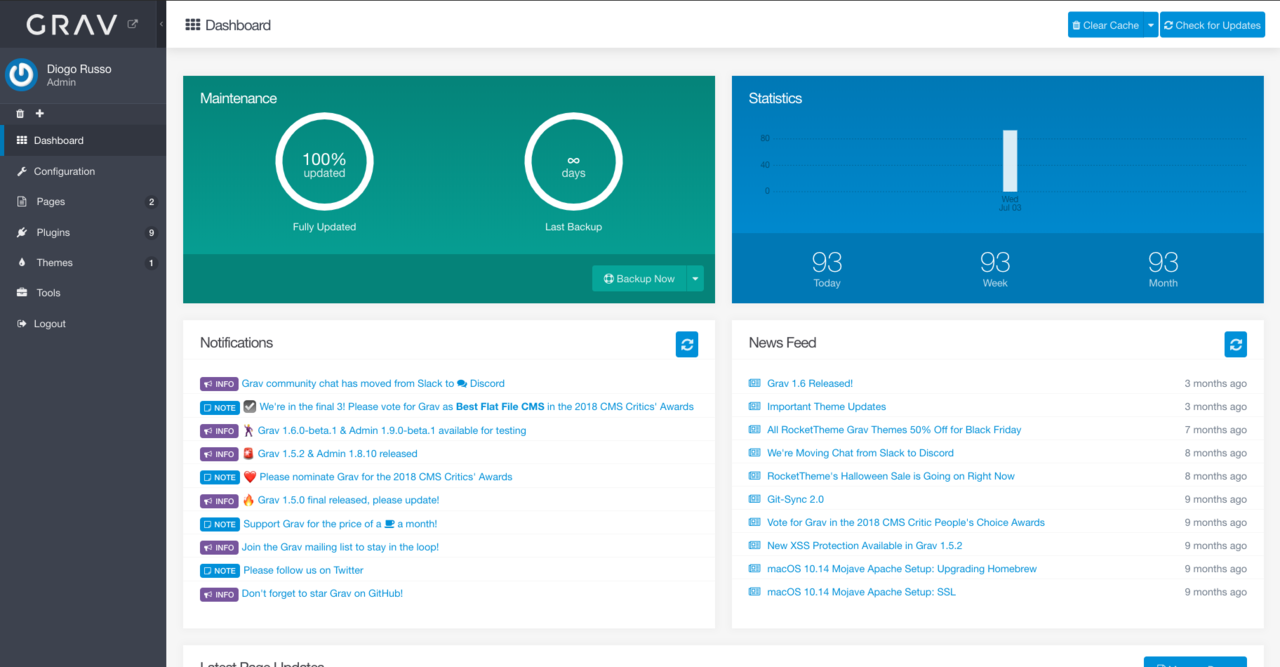 GRAV
Dashboard
Clear Cache
Check for Updates
Diogo Russo
Admin
Dashboard
Configuration
Pages 2
Plugins 9
Themes 1
Tools
Logout
Maintenance
100%
updated
Fully Updated
∞
days
Last Backup
Backup Now
Statistics
80
40
0
Wed
Jul 03
93
Today
93
Week
93
Month
Notifications
INFO Grav community chat has moved from Slack to Discord
NOTE We're in the final 3! Please vote for Grav as Best Flat File CMS in the 2018 CMS Critics' Awards
INFO Grav 1.6.0-beta.1 & Admin 1.9.0-beta.1 available for testing
INFO Grav 1.5.2 & Admin 1.8.10 released
NOTE Please nominate Grav for the 2018 CMS Critics' Awards
INFO Grav 1.5.0 final released, please update!
NOTE Support Grav for the price of a a month!
INFO Join the Grav mailing list to stay in the loop!
NOTE Please follow us on Twitter
INFO Don't forget to star Grav on GitHub!
News Feed
Grav 1.6 Released! 3 months ago
Important Theme Updates 3 months ago
All RocketTheme Grav Themes 50% Off for Black Friday 7 months ago
We're Moving Chat from Slack to Discord 8 months ago
RocketTheme's Halloween Sale is Going on Right Now 8 months ago
Git-Sync 2.0 9 months ago
Vote for Grav in the 2018 CMS Critic People's Choice Awards 9 months ago
New XSS Protection Available in Grav 1.5.2 9 months ago
macOS 10.14 Mojave Apache Setup: Upgrading Homebrew 9 months ago
macOS 10.14 Mojave Apache Setup: SSL 9 months ago
Latest Page Updates